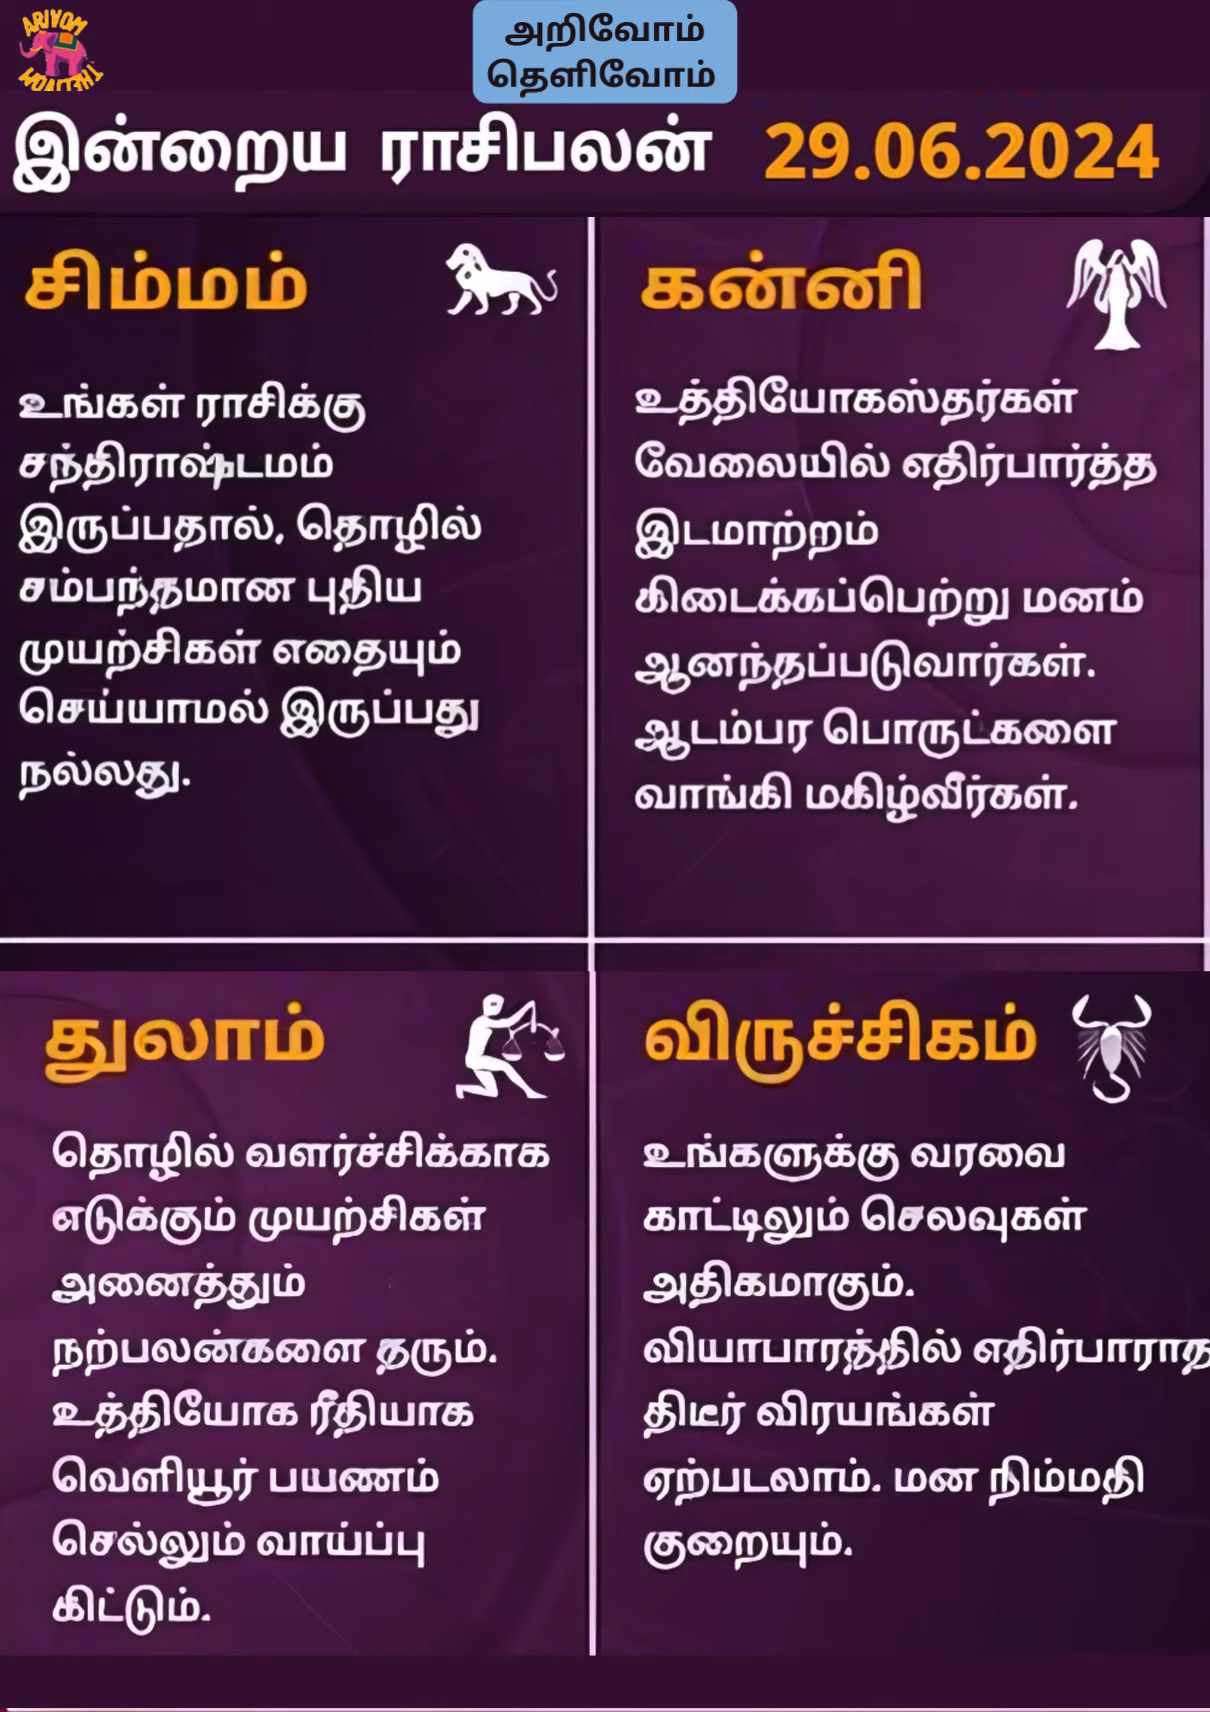 ARIVOM
THELIVOM
அறிவோம்
தெளிவோம்
இன்றைய ராசிபலன் 29.06.2024
சிம்மம்
உங்கள் ராசிக்கு
சந்திராஷ்டமம்
இருப்பதால், தொழில்
சம்பந்தமான புதிய
முயற்சிகள் எதையும்
செய்யாமல் இருப்பது
நல்லது.
கன்னி
உத்தியோகஸ்தர்கள்
வேலையில் எதிர்பார்த்த
இடமாற்றம்
கிடைக்கப்பெற்று மனம்
ஆனந்தப்படுவார்கள்.
ஆடம்பர பொருட்களை
வாங்கி மகிழ்வீர்கள்.
துலாம்
தொழில் வளர்ச்சிக்காக
எடுக்கும் முயற்சிகள்
அனைத்தும்
நற்பலன்களை தரும்.
உத்தியோக ரீதியாக
வெளியூர் பயணம்
செல்லும் வாய்ப்பு
கிட்டும்.
விருச்சிகம்
உங்களுக்கு வரவை
காட்டிலும் செலவுகள்
அதிகமாகும்.
வியாபாரத்தில் எதிர்பாராத
திடீர் விரயங்கள்
ஏற்படலாம். மன நிம்மதி
குறையும்.